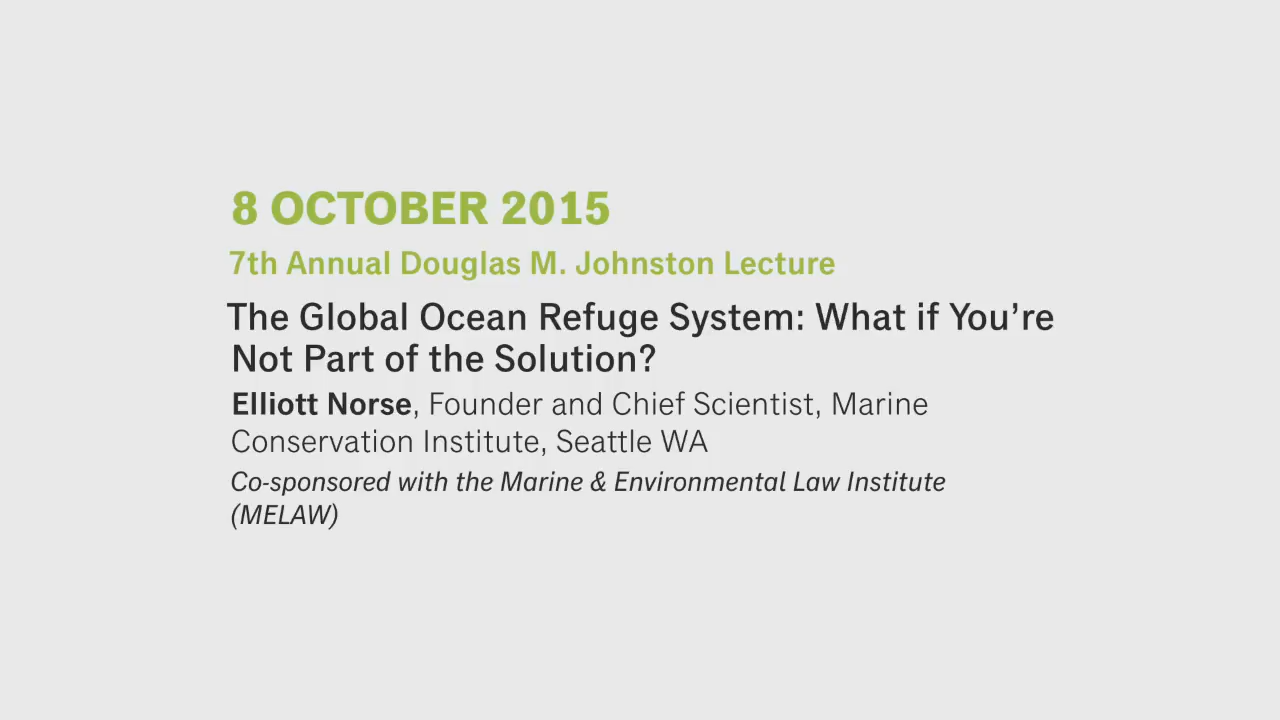 8 OCTOBER 2015
7th Annual Douglas M. Johnston Lecture
The Global Ocean Refuge System: What if You’re
Not Part of the Solution?
Elliott Norse, Founder and Chief Scientist, Marine
Conservation Institute, Seattle WA
Co-sponsored with the Marine & Environmental Law Institute
(MELAW)